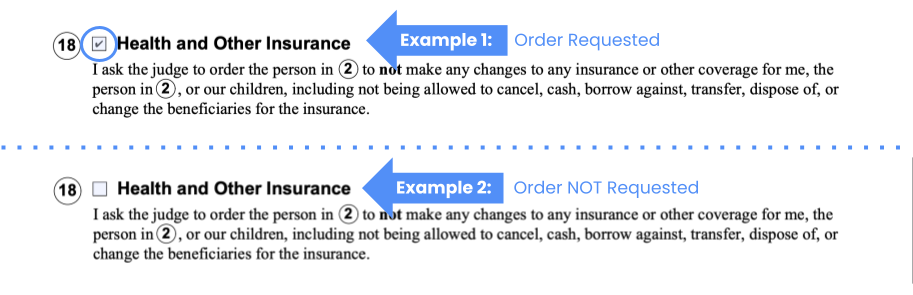 18 Health and Other Insurance Example 1: Order Requested
I ask the judge to order the person in 2 to not make any changes to any insurance or other coverage for me, the
person in 2, or our children, including not being allowed to cancel, cash, borrow against, transfer, dispose of, or
change the beneficiaries for the insurance.
18 Health and Other Insurance Example 2: Order NOT Requested
I ask the judge to order the person in 2 to not make any changes to any insurance or other coverage for me, the
person in 2, or our children, including not being allowed to cancel, cash, borrow against, transfer, dispose of, or
change the beneficiaries for the insurance.